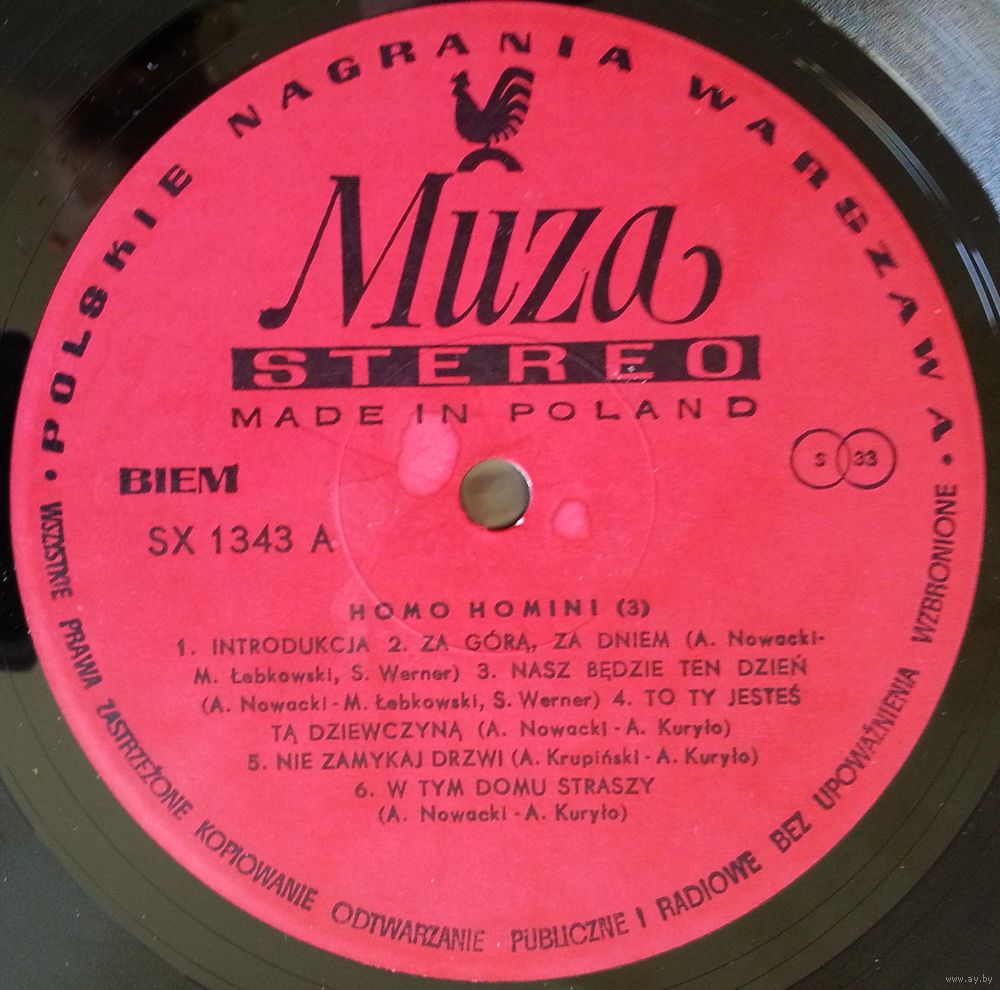 POLSKIE NAGRANIA WARSZAWA
Muza
STEREO
MADE IN POLAND
BIEM
S 33
SX 1343 A
HOMO HOMINI (3)
1. INTRODUKCJA 2. ZA GÓRĄ, ZA DNIEM (A. Nowacki-
M. Łebkowski, S. Werner) 3. NASZ BĘDZIE TEN DZIEŃ
(A. Nowacki - M. Łebkowski, S. Werner) 4. TO TY JESTEŚ
TĄ DZIEWCZYNĄ (A. Nowacki - A. Kuryło)
5. NIE ZAMYKAJ DRZWI (A. Krupiński - A. Kuryło)
6. W TYM DOMU STRASZY
(A. Nowacki - A. Kuryło)
• WSZYSTKIE PRAWA ZASTRZEŻONE KOPIOWANIE ODTWARZANIE PUBLICZNE I RADIOWE BEZ UPOWAŻNIENIA WZBRONIONE •
www.ay.by